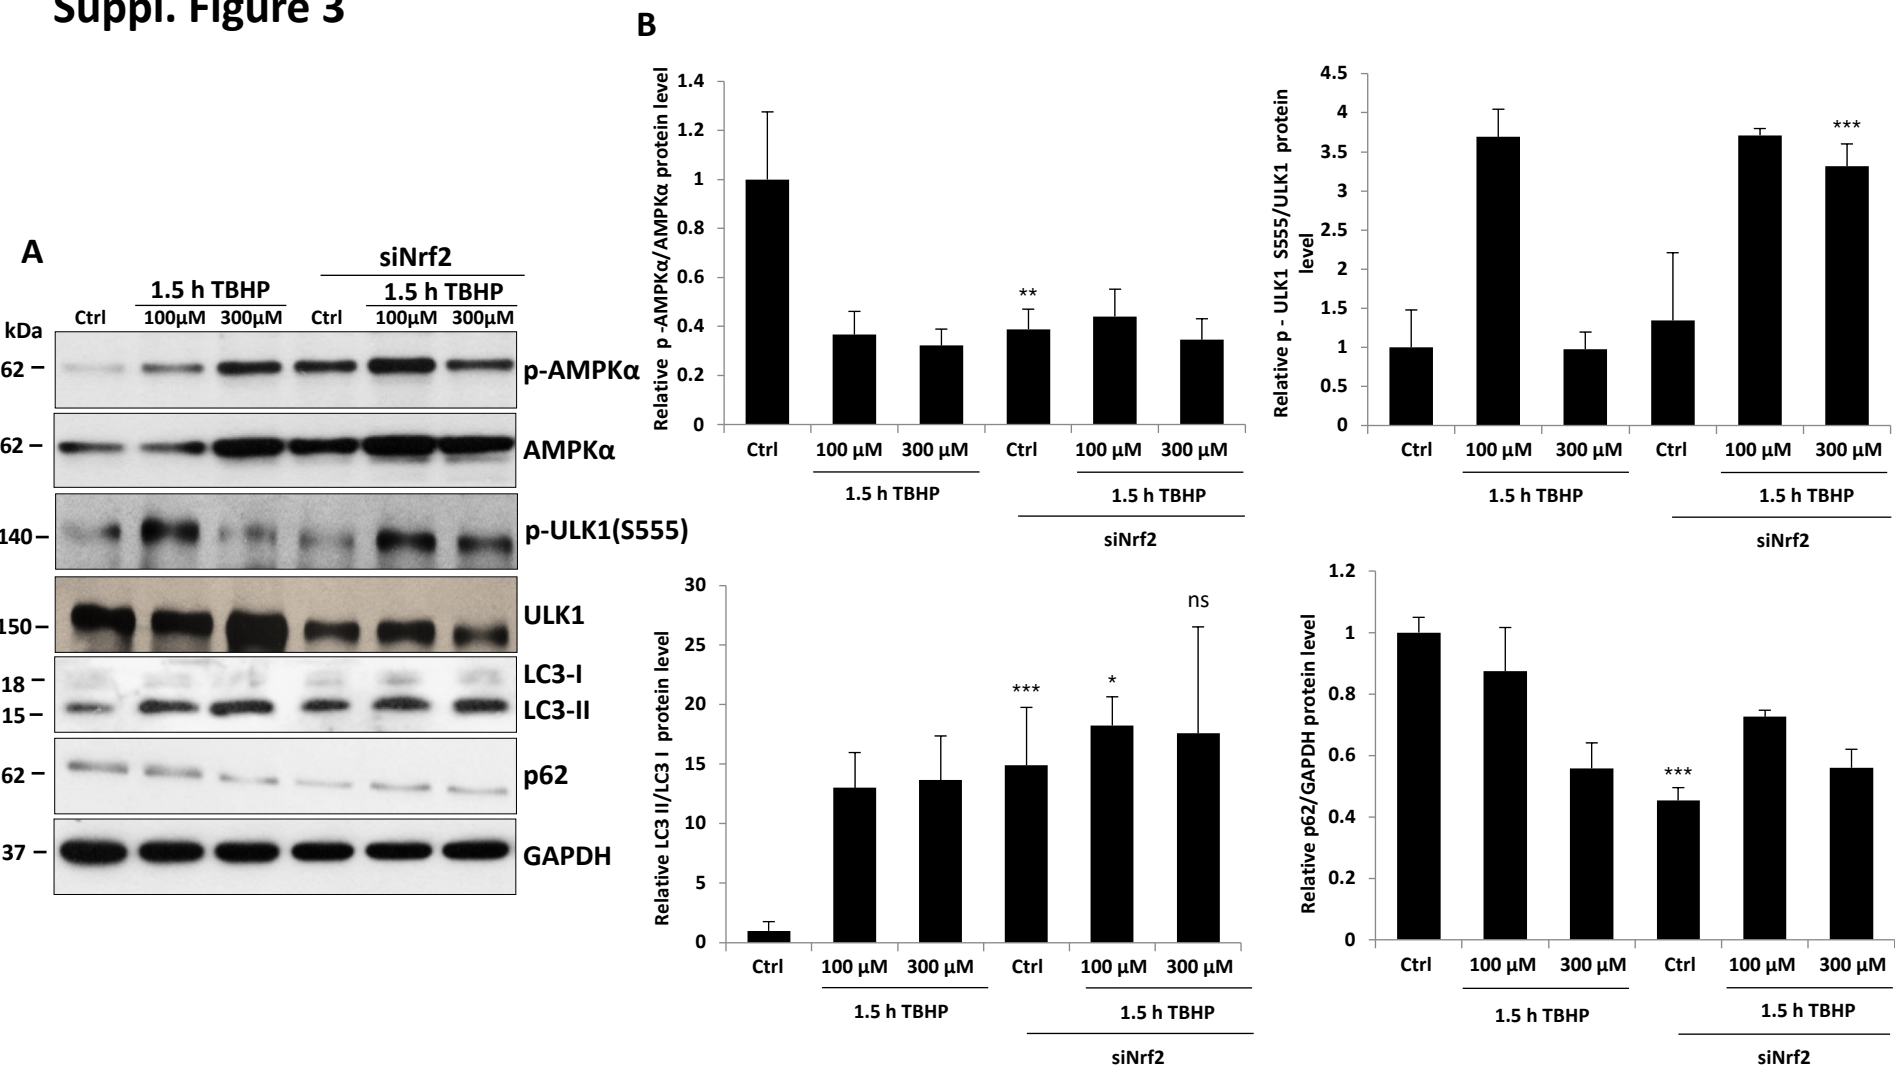 Suppl. Figure 3
A
siNrf2
1.5 h TBHP
1.5 h TBHP
Ctrl 100µM 300µM Ctrl 100µM 300µM
kDa
62 p-AMPKα
62 AMPKα
140 p-ULK1(S555)
150 ULK1
18 LC3-I
15 LC3-II
62 p62
37 GAPDH
B
Relative p -AMPKα/AMPKα protein level
1.4
1.2
1
0.8
0.6
0.4
0.2
0
**
Ctrl 100 µM 300 µM Ctrl 100 µM 300 µM
1.5 h TBHP 1.5 h TBHP
siNrf2
Relative p - ULK1 S555/ULK1 protein
level
4.5
4
3.5
3
2.5
2
1.5
1
0.5
0
***
Ctrl 100 µM 300 µM Ctrl 100 µM 300 µM
1.5 h TBHP 1.5 h TBHP
siNrf2
Relative LC3 II/LC3 I protein level
30
25
20
15
10
5
0
*** * ns
Ctrl 100 µM 300 µM Ctrl 100 µM 300 µM
1.5 h TBHP 1.5 h TBHP
siNrf2
Relative p62/GAPDH protein level
1.2
1
0.8
0.6
0.4
0.2
0
***
Ctrl 100 µM 300 µM Ctrl 100 µM 300 µM
1.5 h TBHP 1.5 h TBHP
siNrf2